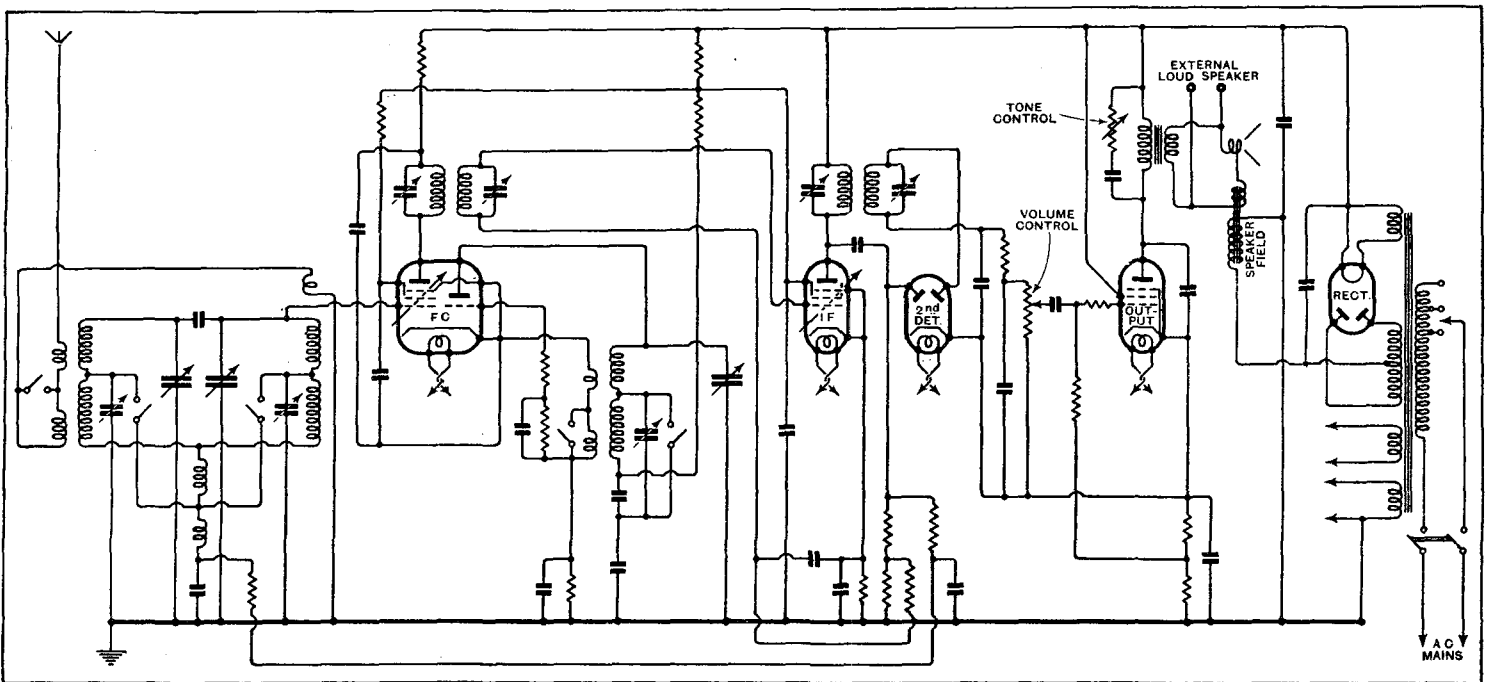 EXTERNAL
LOUD SPEAKER
TONE
CONTROL
VOLUME
CONTROL
SPEAKER
FIELD
FC
IF
2nd
DET.
OUT-
PUT
RECT.
A C
MAINS